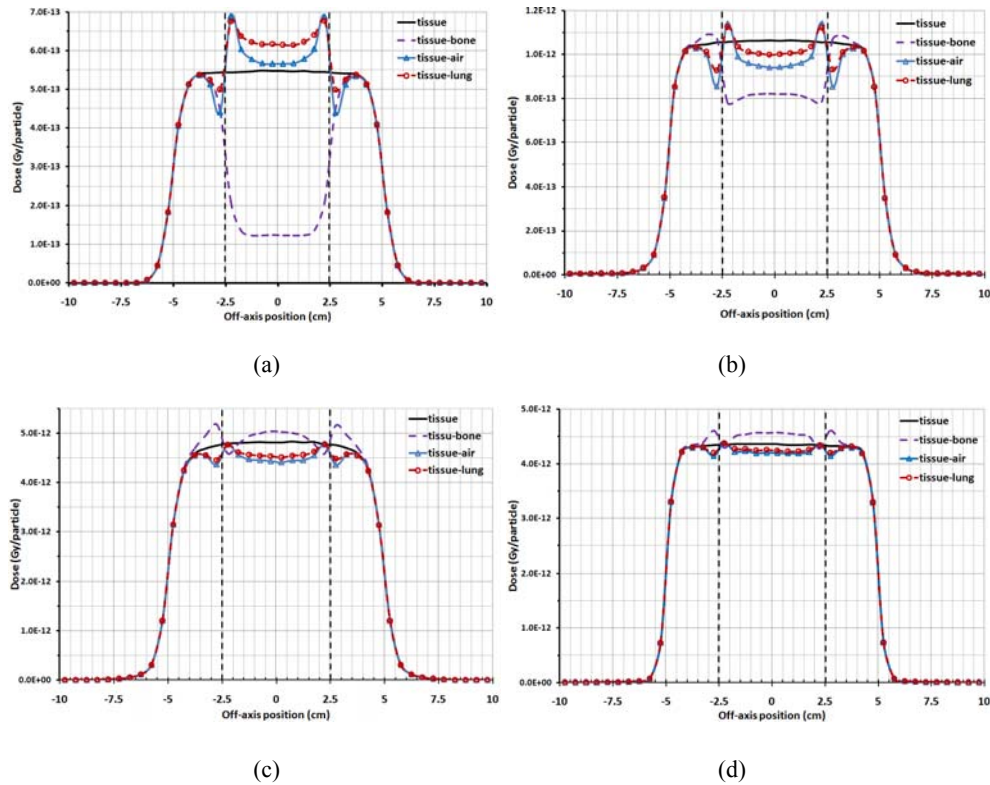 7.0E-13
6.0E-13
5.0E-13
4.0E-13
3.0E-13
2.0E-13
1.0E-13
0.0E+00
Dose (Gy/particle)
-10 -7.5 -5 -2.5 0 2.5 5 7.5 10
Off-axis position (cm)
tissue
tissue-bone
tissue-air
tissue-lung
(a)
1.2E-12
1.0E-12
8.0E-13
6.0E-13
4.0E-13
2.0E-13
0.0E+00
Dose (Gy/particle)
-10 -7.5 -5 -2.5 0 2.5 5 7.5 10
Off-axis position (cm)
tissue
tissue-bone
tissue-air
tissue-lung
(b)
5.0E-12
4.0E-12
3.0E-12
2.0E-12
1.0E-12
0.0E+00
Dose (Gy/particle)
-10 -7.5 -5 -2.5 0 2.5 5 7.5 10
Off-axis position (cm)
tissue
tissu-bone
tissue-air
tissue-lung
(c)
5.0E-12
4.0E-12
3.0E-12
2.0E-12
1.0E-12
0.0E+00
Dose (Gy/particle)
-10 -7.5 -5 -2.5 0 2.5 5 7.5 10
Off-axis position (cm)
tissue
tissue-bone
tissue-air
tissue-lung
(d)